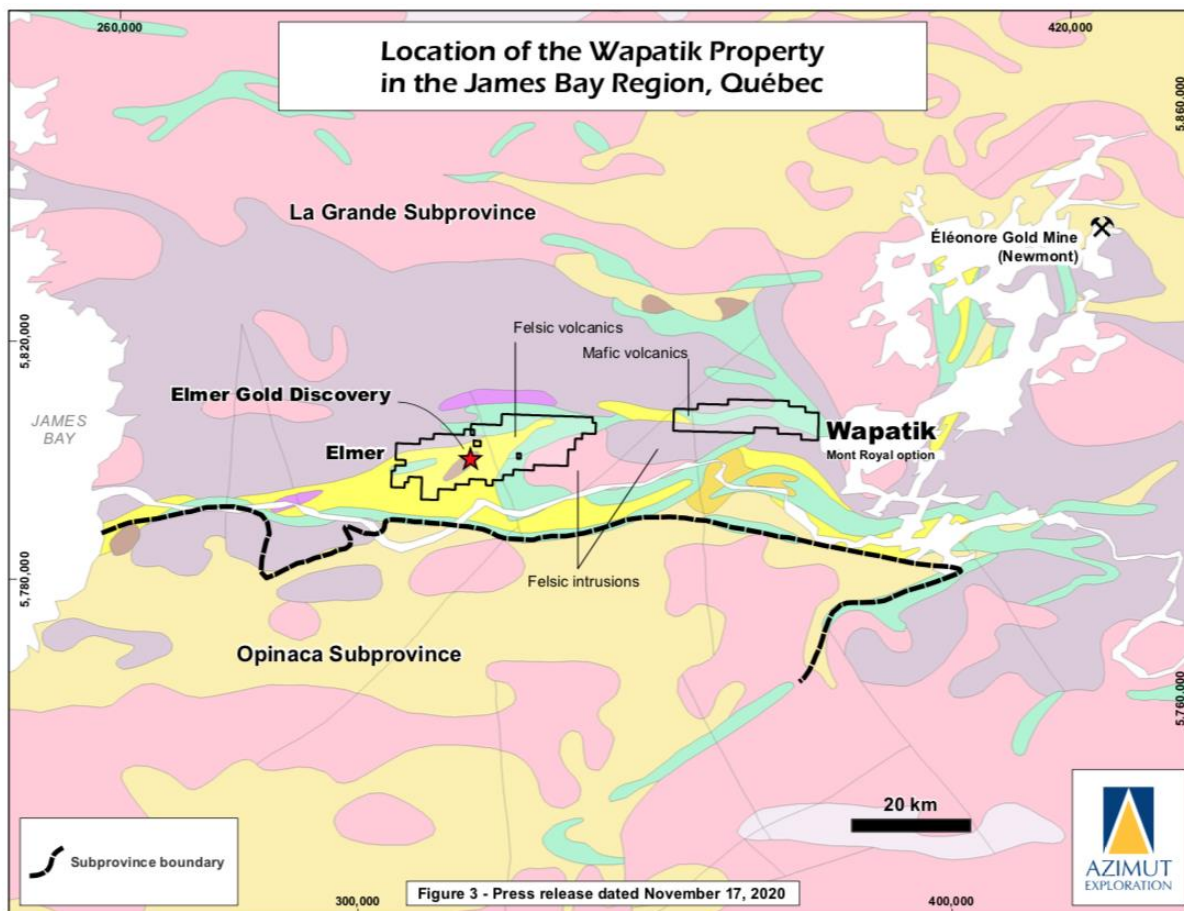 260,000
420,000
Location of the Wapatik Property
in the James Bay Region, Québec
5,860,000
La Grande Subprovince
Éléonore Gold Mine
(Newmont)
5,820,000
Felsic volcanics
Mafic volcanics
Elmer Gold Discovery
JAMES
BAY
Elmer
Wapatik
Mont Royal option
5,780,000
Felsic intrusions
Opinaca Subprovince
5,760,000
20 km
Subprovince boundary
AZIMUT
EXPLORATION
300,000
Figure 3 - Press release dated November 17, 2020
400,000